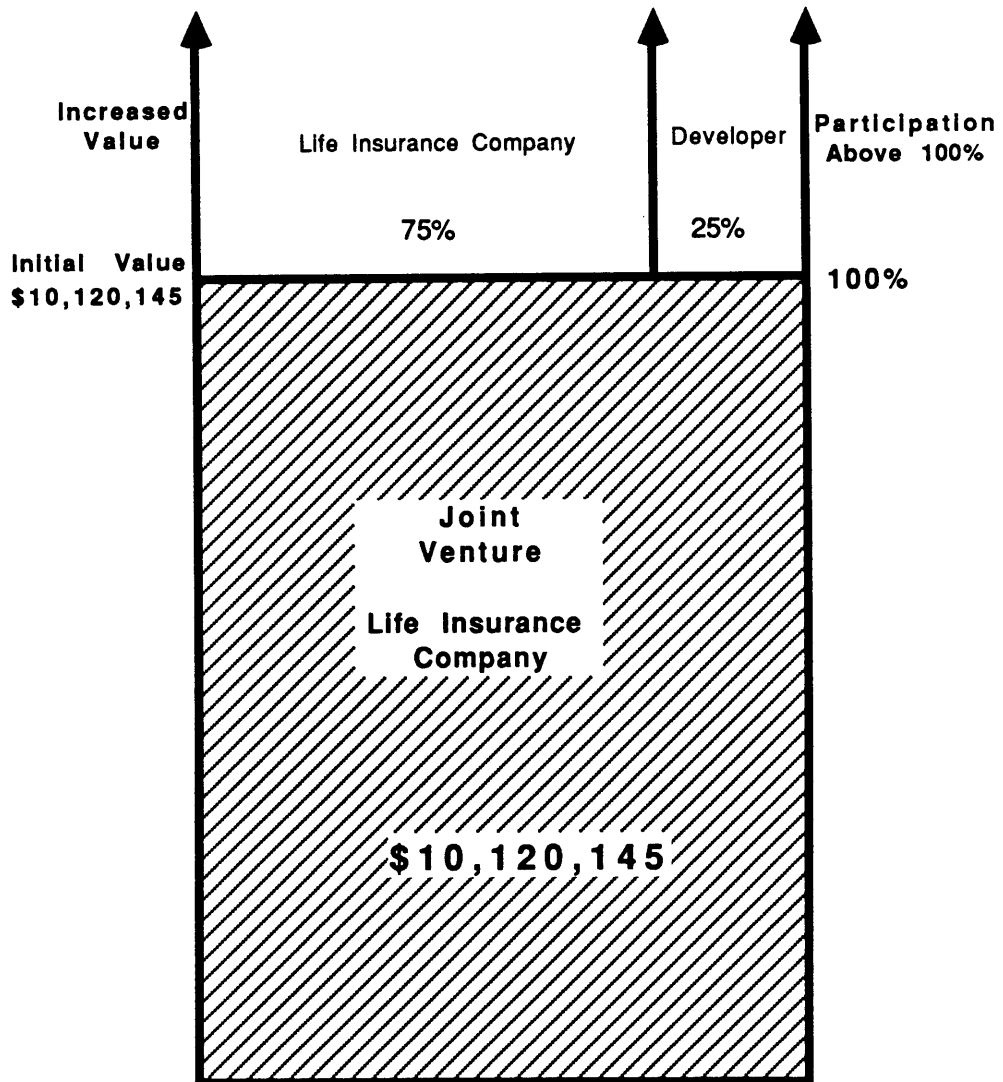 Increased
Value
Life Insurance Company
Developer
Participation
Above 100%
75%
25%
Initial Value
$10,120,145
100%
Joint
Venture
Life Insurance
Company
$10,120,145